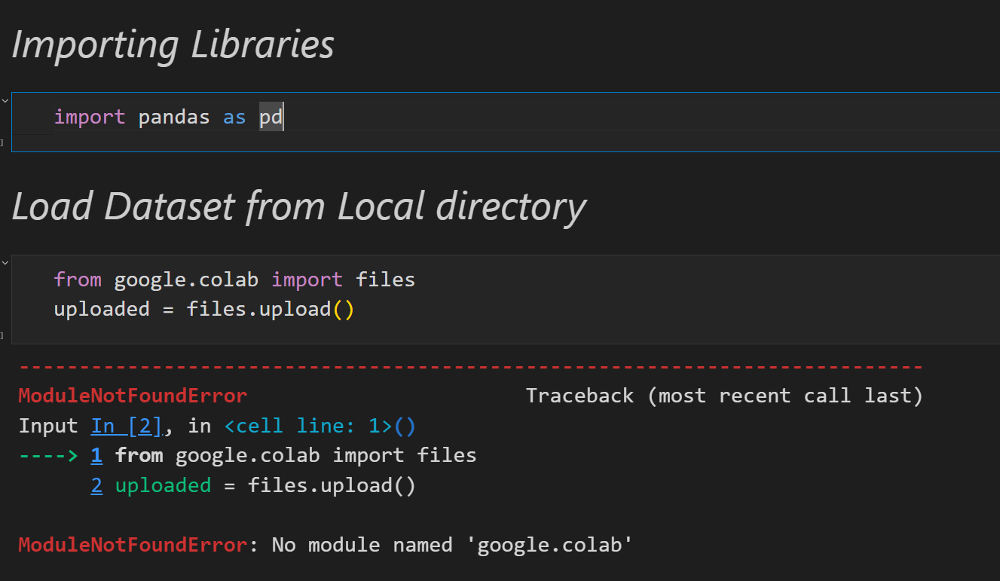 Importing Libraries
import pandas as pd
]
Load Dataset from Local directory
from google.colab import files
uploaded = files.upload()
]
---------------------------------------------------------------------------
ModuleNotFoundError                       Traceback (most recent call last)
Input In [2], in <cell line: 1>()
----> 1 from google.colab import files
      2 uploaded = files.upload()
ModuleNotFoundError: No module named 'google.colab'